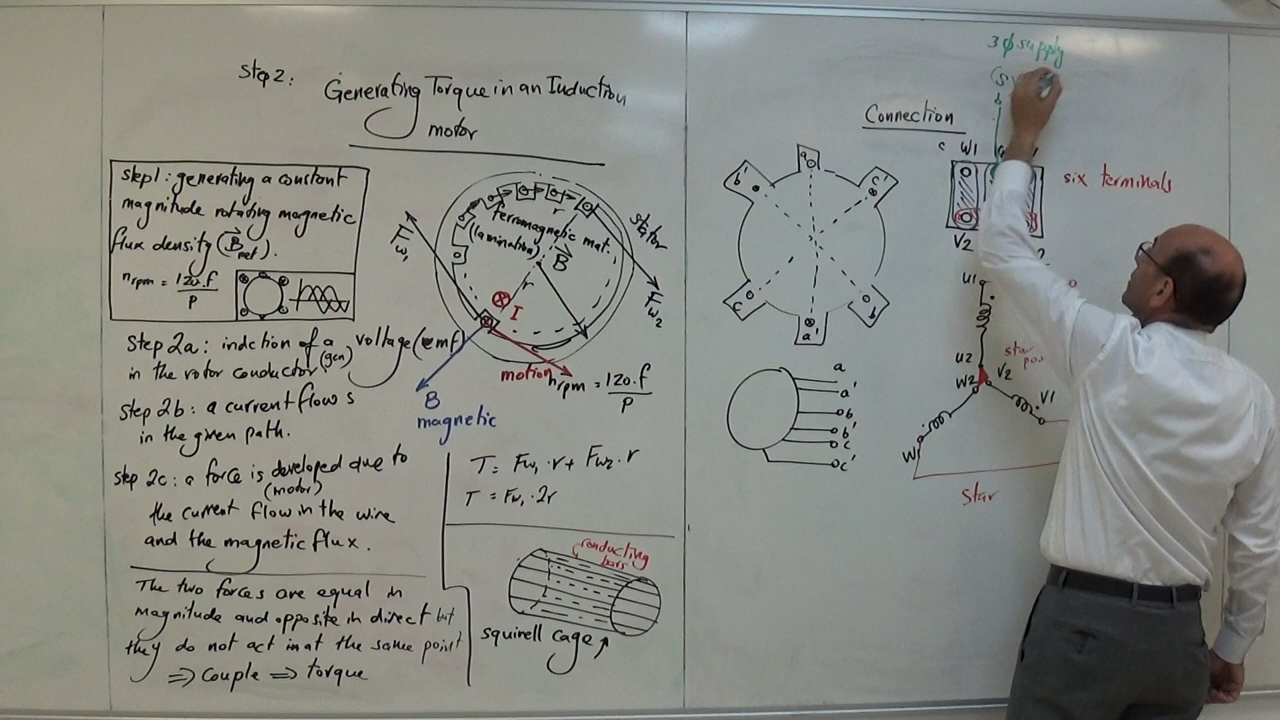 Step2:
Generating Torque in an Induction
motor
step1: generating a constant
magnitude rotating magnetic
flux density (B net).
n rpm = 120.f
p
Step 2a: indction of a voltage (emf)
(gen)
in the rotor conductor
Step 2b: a current flows
in the given path.
step 2c: a force is developed due to
(motor)
the current flow in the wire
and the magnetic flux.
The two forces are equal in
magnitude and opposite in direct but
they do not act in at the same point
⇒ Couple ⇒ torque
ferromagnetic mat.
(lamination)
B
r
r
stator
Fw1
Fw2
I
motion
B
magnetic
n rpm = 120.f
P
T = Fw1 . r + Fw2 . r
T = Fw1 . 2r
conducting
bars
squirell cage
Connection
a
b'
c'
c
b
a'
a
a'
b
b'
c
c'
3ϕ supply
b
c W1
six terminals
V2
U1
U2
star
W2
V2
V1
W1
star